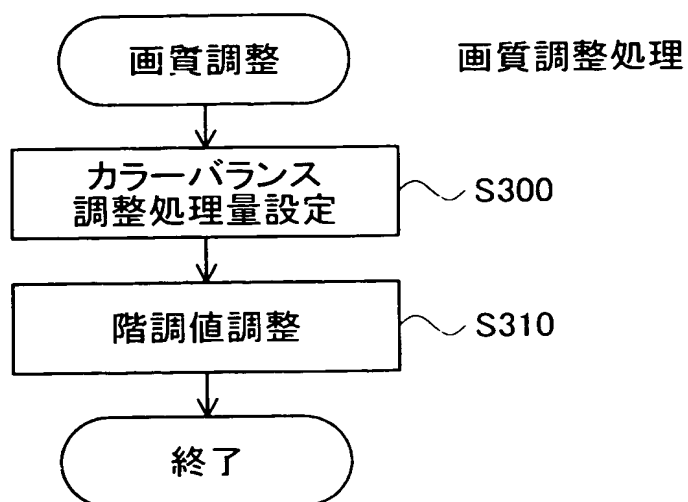 画質調整
画質調整処理
カラーバランス
調整処理量設定
S300
階調値調整
S310
終了